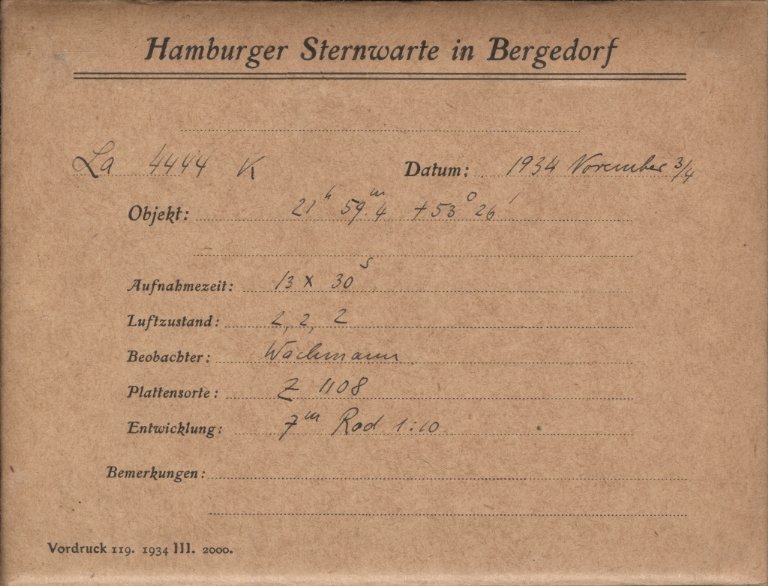 Hamburger Sternwarte in Bergedorf
La 4444 K Datum: 1934 November 3/4
Objekt: 21h 59m.4 +53° 26'
Aufnahmezeit: 13 x 30s
Luftzustand: 2, 2, 2
Beobachter: Wachmann
Plattensorte: Z 1108
Entwicklung: 7m Rod 1:10
Bemerkungen:
Vordruck 119. 1934 III. 2000.